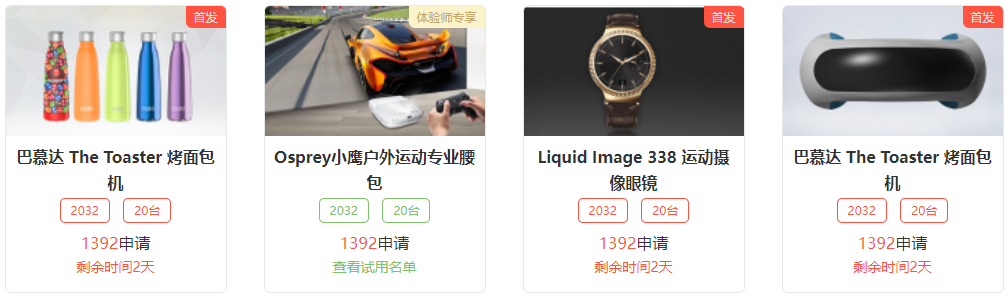 首发
巴慕达 The Toaster 烤面包
机
2032 20台
1392申请
剩余时间2天
体验师专享
Osprey小鹰户外运动专业腰
包
2032 20台
1392申请
查看试用名单
首发
Liquid Image 338 运动摄
像眼镜
2032 20台
1392申请
剩余时间2天
首发
巴慕达 The Toaster 烤面包
机
2032 20台
1392申请
剩余时间2天